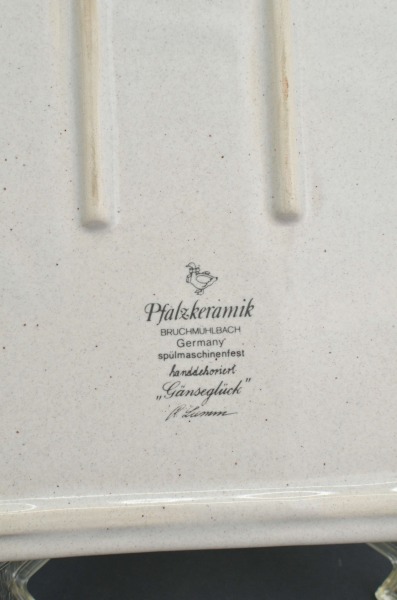 Pfalzkeramik
BRUCHMÜHLBACH
Germany
spülmaschinenfest
handdekoriert
„Gänseglück"